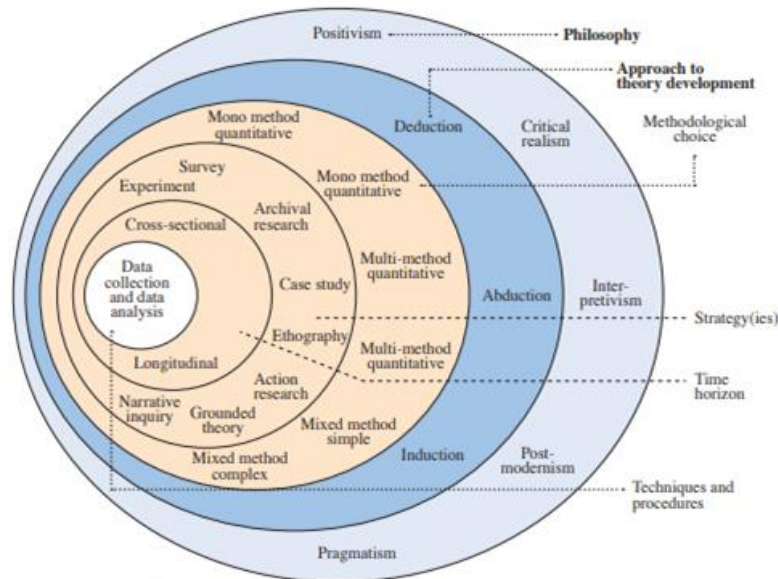 Positivism
Philosophy
Approach to
theory development
Mono method
quantitative
Deduction
Critical
realism
Methodological
choice
Survey
Experiment
Mono method
quantitative
Cross-sectional
Archival
research
Data
collection
and data
analysis
Case study
Multi-method
quantitative
Abduction
Inter-
pretivism
Strategy(ies)
Ethography
Longitudinal
Multi-method
quantitative
Time
horizon
Action
research
Narrative
inquiry
Grounded
theory
Mixed method
simple
Mixed method
complex
Induction
Post-
modernism
Techniques and
procedures
Pragmatism